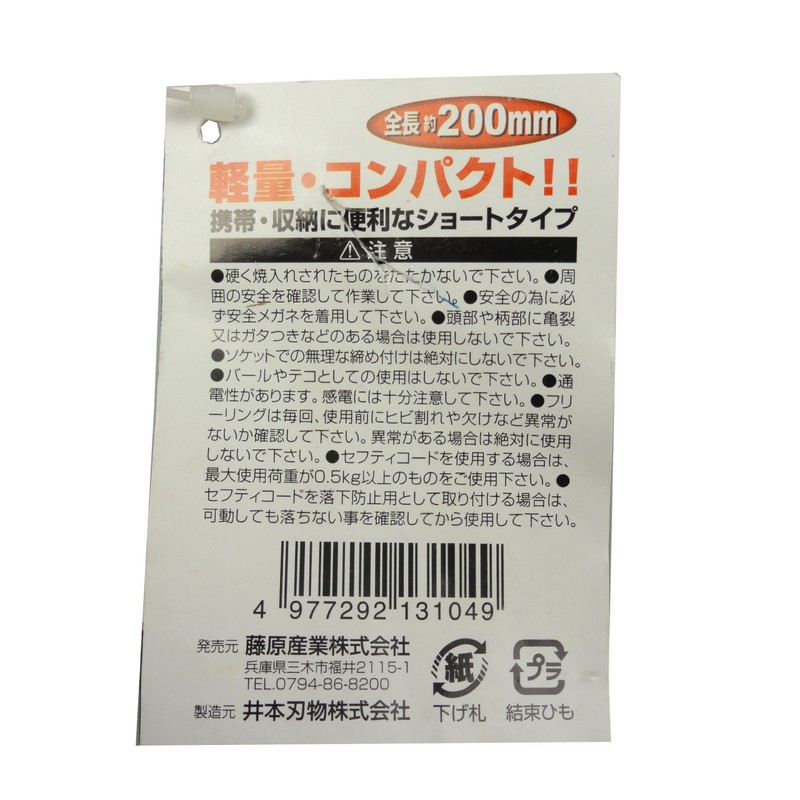 全長約200mm
軽量・コンパクト!!
携帯・収納に便利なショートタイプ
⚠注意
●硬く焼入れされたものをたたかないで下さい。●周
囲の安全を確認して作業して下さい。●安全の為に必
ず安全メガネを着用して下さい。●頭部や柄部に亀裂
又はガタつきなどのある場合は使用しないで下さい。
●ソケットでの無理な締め付けは絶対にしないで下さい。
●バールやテコとしての使用はしないで下さい。●通
電性があります。感電には十分注意して下さい。●フリ
ーリングは毎回、使用前にヒビ割れや欠けなど異常が
ないか確認して下さい。異常がある場合は絶対に使用
しないで下さい。●セフティコードを使用する場合は、
最大使用荷重が0.5kg以上のものをご使用下さい。●
セフティコードを落下防止用として取り付ける場合は、
可動しても落ちない事を確認してから使用して下さい。
4 977292 131049
発売元 藤原産業株式会社
兵庫県三木市福井2115-1
TEL.0794-86-8200
製造元 井本刃物株式会社
紙
下げ札
プラ
結束ひも